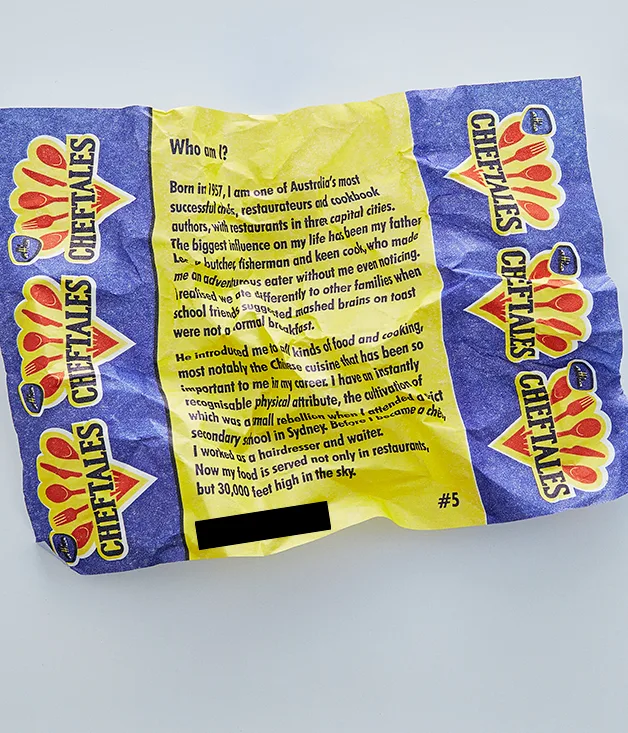 Who am I?
Born in 1957, I am one of Australia's most
successful chefs, restaurateurs and cookbook
authors, with restaurants in three capital cities.
The biggest influence on my life has been my father
butcher, fisherman and keen cook, who made
me an adventurous eater without me even noticing.
I realised we ate differently to other families when
school friends suggested mashed brains on toast
were not a normal breakfast.
He introduced me to all kinds of food and cooking,
most notably the Chinese cuisine that has been so
important to me in my career. I have an instantly
recognisable physical attribute, the cultivation of
which was a small rebellion when I attended a strict
secondary school in Sydney. Before I became a chef,
I worked as a hairdresser and waiter.
Now my food is served not only in restaurants,
but 30,000 feet high in the sky.
#5
CHEFTALES
CHEFTALES
CHEFTALES
CHEFTALES
CHEFTALES
CHEFTALES